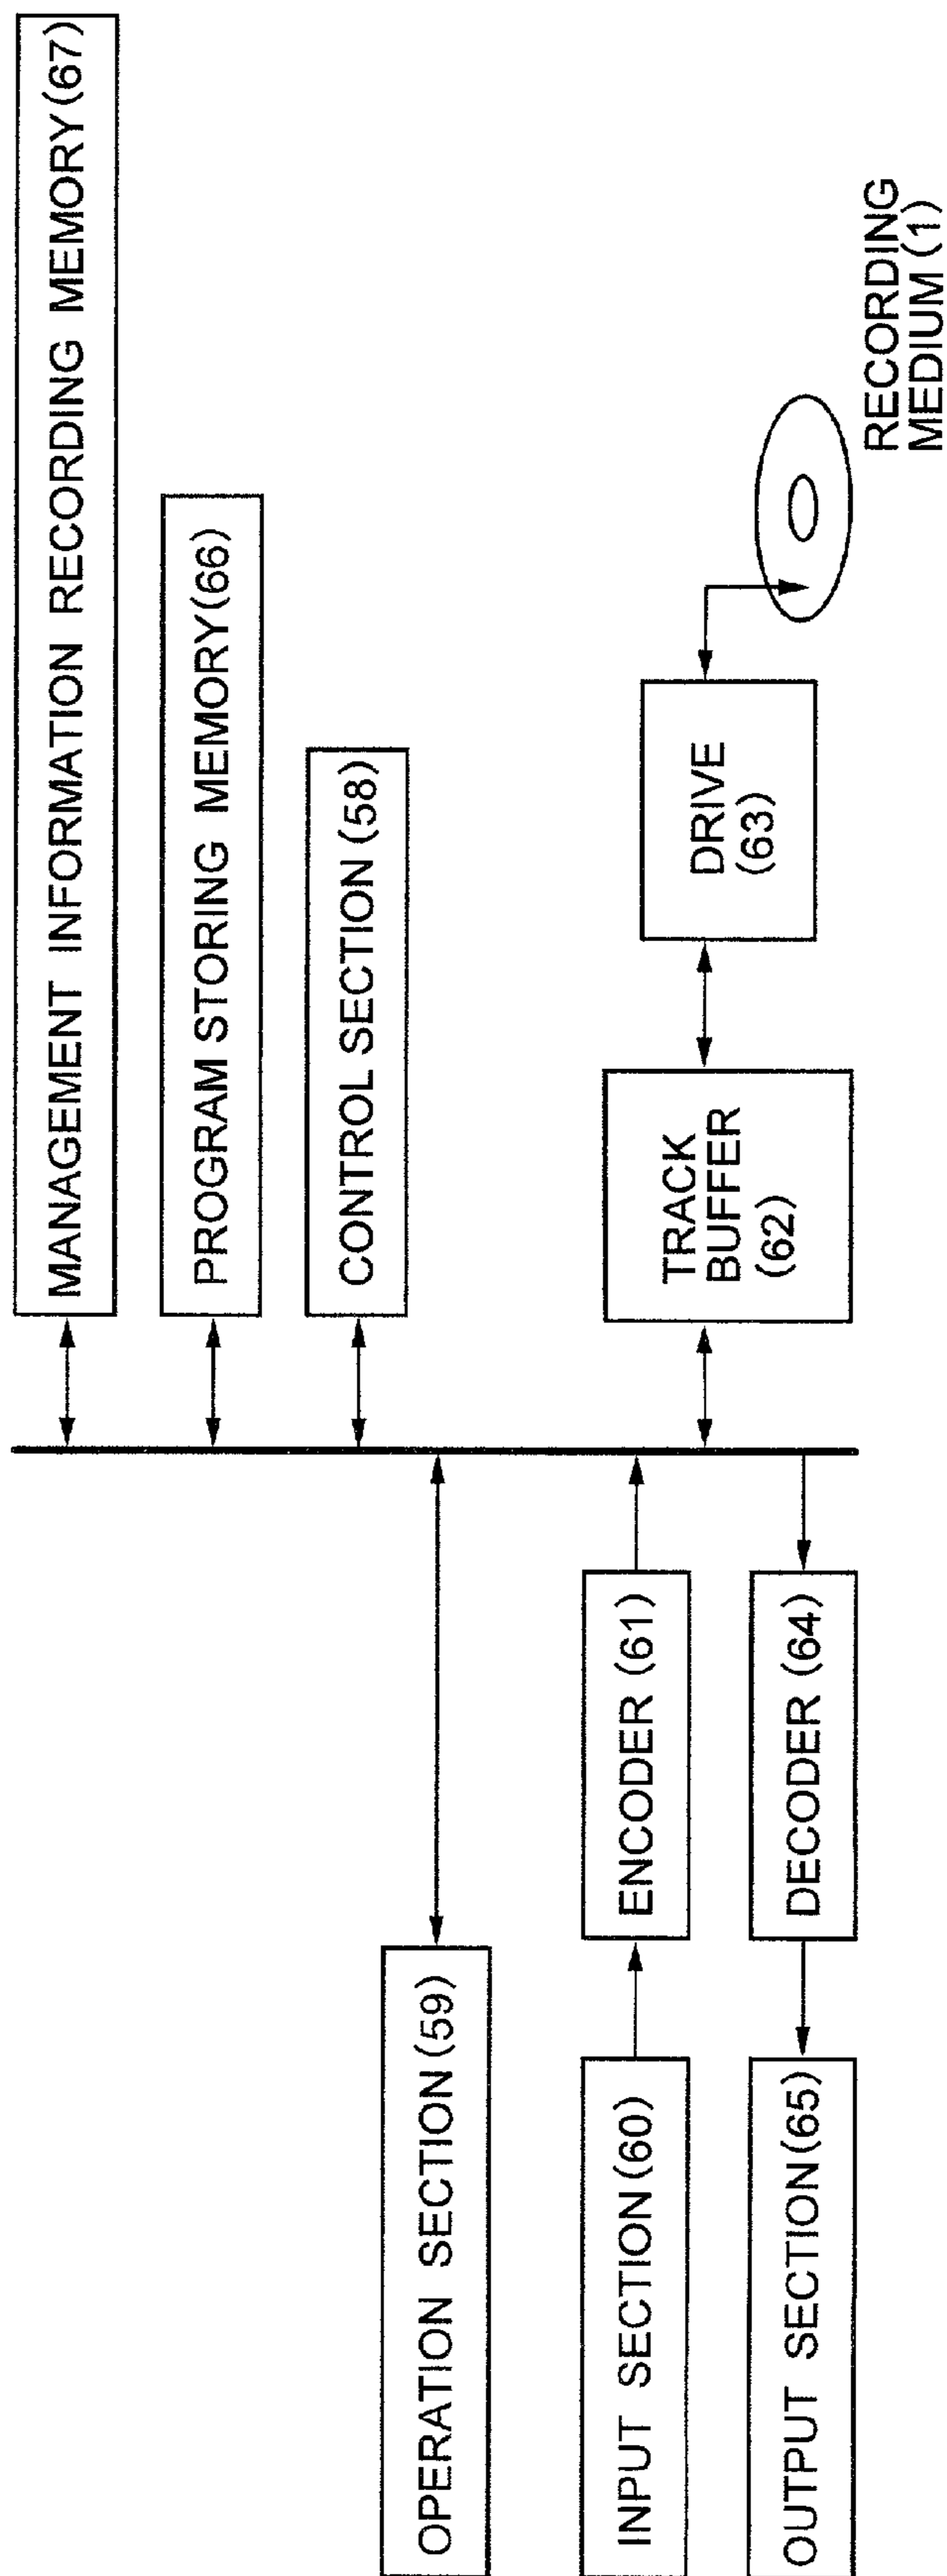 MANAGEMENT INFORMATION RECORDING MEMORY(67)
PROGRAM STORING MEMORY(66)
CONTROL SECTION (58)
OPERATION SECTION(59)
INPUT SECTION(60)
ENCODER (61)
TRACK
BUFFER
(62)
DRIVE
(63)
OUTPUT SECTION(65)
DECODER (64)
RECORDING
MEDIUM (1)